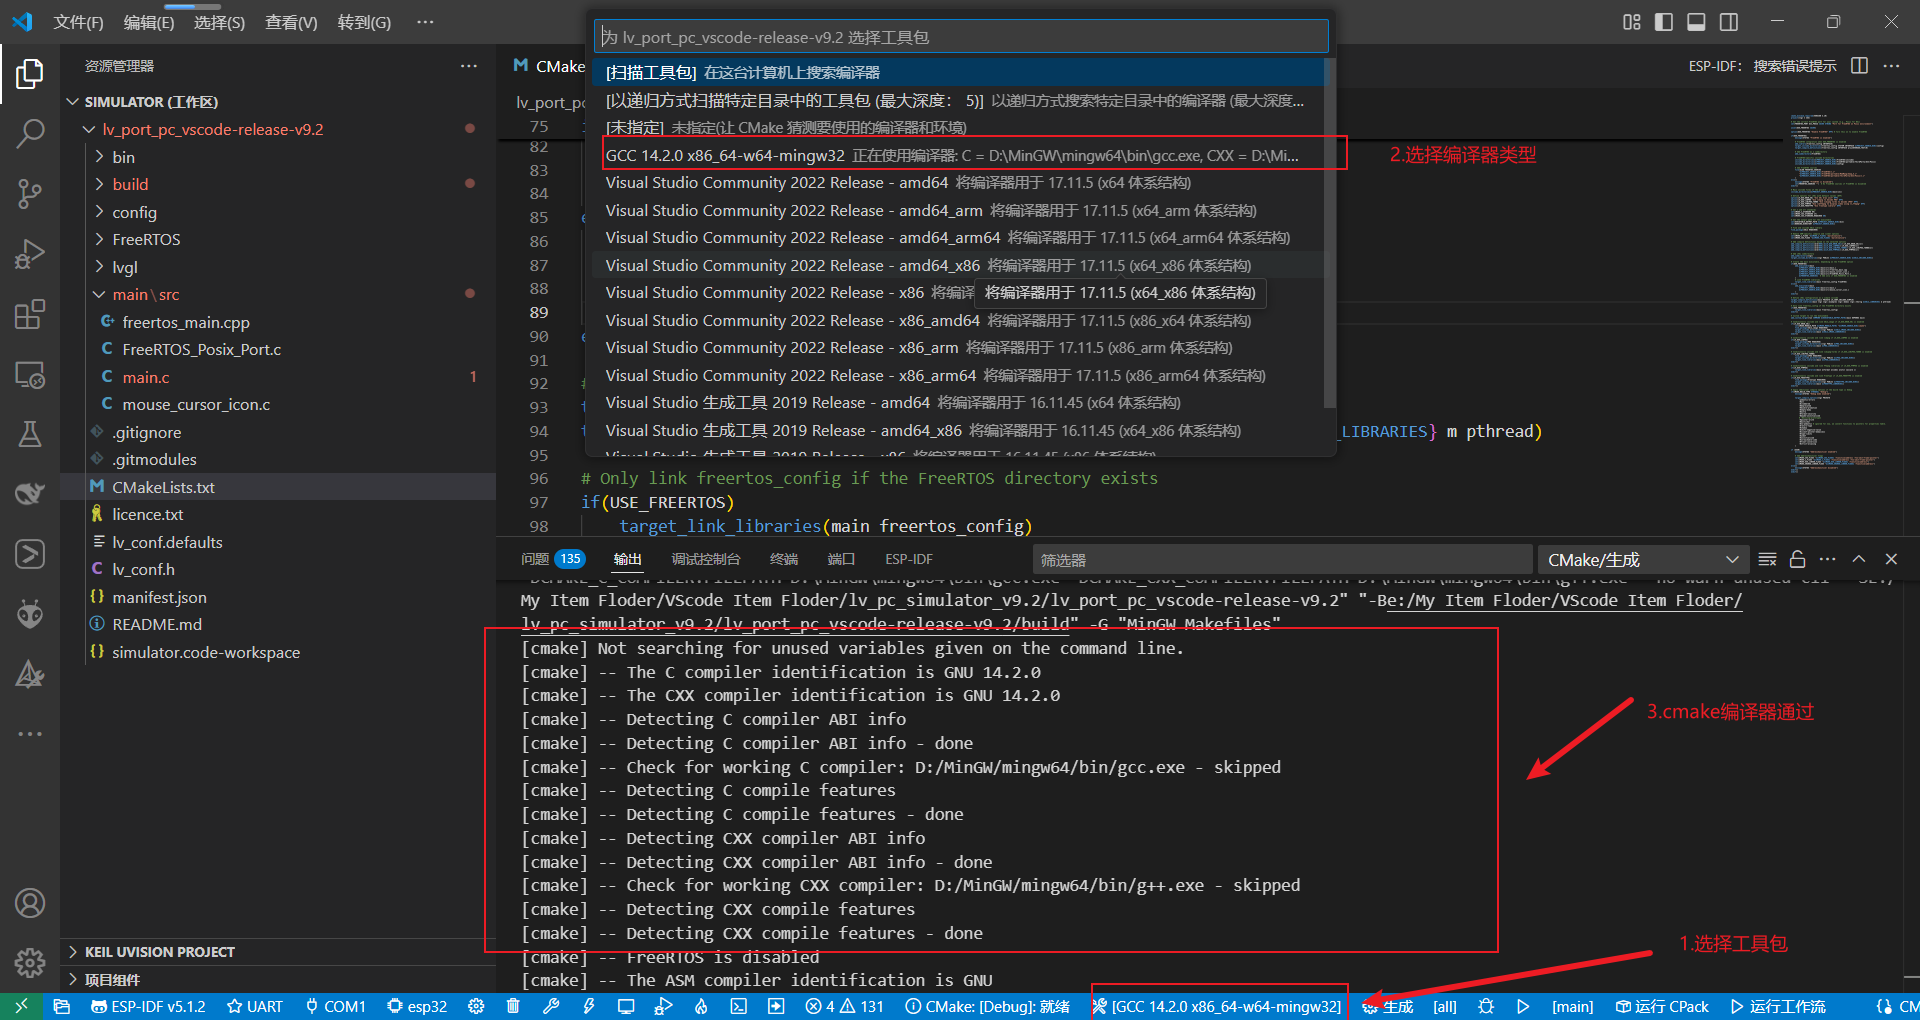 文件(F) 编辑(E) 选择(S) 查看(V) 转到(G) ···
为 lv_port_pc_vscode-release-v9.2 选择工具包
[扫描工具包] 在这台计算机上搜索编译器
[以递归方式扫描特定目录中的工具包 (最大深度： 5)] 以递归方式搜索特定目录中的编译器 (最大深度...
[未指定] 未指定(让 CMake 猜测要使用的编译器和环境)
GCC 14.2.0 x86_64-w64-mingw32 正在使用编译器: C = D:\MinGW\mingw64\bin\gcc.exe, CXX = D:\Mi...
Visual Studio Community 2022 Release - amd64 将编译器用于 17.11.5 (x64 体系结构)
Visual Studio Community 2022 Release - amd64_arm 将编译器用于 17.11.5 (x64_arm 体系结构)
Visual Studio Community 2022 Release - amd64_arm64 将编译器用于 17.11.5 (x64_arm64 体系结构)
Visual Studio Community 2022 Release - amd64_x86 将编译器用于 17.11.5 (x64_x86 体系结构)
Visual Studio Community 2022 Release - x86 将编译
将编译器用于 17.11.5 (x64_x86 体系结构)
Visual Studio Community 2022 Release - x86_amd64 将编译器用于 17.11.5 (x86_x64 体系结构)
Visual Studio Community 2022 Release - x86_arm 将编译器用于 17.11.5 (x86_arm 体系结构)
Visual Studio Community 2022 Release - x86_arm64 将编译器用于 17.11.5 (x86_arm64 体系结构)
Visual Studio 生成工具 2019 Release - amd64 将编译器用于 16.11.45 (x64 体系结构)
Visual Studio 生成工具 2019 Release - amd64_x86 将编译器用于 16.11.45 (x64_x86 体系结构)
Visual Studio 生成工具 2019 Release - x86 将编译器用于 16.11.45 (x86 体系结构)
2.选择编译器类型
资源管理器 ···
SIMULATOR (工作区)
lv_port_pc_vscode-release-v9.2
bin
build
config
FreeRTOS
lvgl
main\src
freertos_main.cpp
FreeRTOS_Posix_Port.c
main.c 1
mouse_cursor_icon.c
.gitignore
.gitmodules
CMakeLists.txt
licence.txt
lv_conf.defaults
lv_conf.h
manifest.json
README.md
simulator.code-workspace
KEIL UVISION PROJECT
项目组件
CMake
ESP-IDF： 搜索错误提示
lv_port_pc
75
82
83
84
85 e
86
87
88
89
90 e
91
92 #
93 t
94 _LIBRARIES} m pthread)
95
96 # Only link freertos_config if the FreeRTOS directory exists
97 if(USE_FREERTOS)
98 target_link_libraries(main freertos_config)
问题 135 输出 调试控制台 终端 端口 ESP-IDF 筛选器 CMake/生成
My Item Floder/VScode Item Floder/lv_pc_simulator_v9.2/lv_port_pc_vscode-release-v9.2" "-Be:/My Item Floder/VScode Item Floder/
lv_pc_simulator_v9.2/lv_port_pc_vscode-release-v9.2/build" -G "MinGW Makefiles"
[cmake] Not searching for unused variables given on the command line.
[cmake] -- The C compiler identification is GNU 14.2.0
[cmake] -- The CXX compiler identification is GNU 14.2.0
[cmake] -- Detecting C compiler ABI info
[cmake] -- Detecting C compiler ABI info - done
[cmake] -- Check for working C compiler: D:/MinGW/mingw64/bin/gcc.exe - skipped
[cmake] -- Detecting C compile features
[cmake] -- Detecting C compile features - done
[cmake] -- Detecting CXX compiler ABI info
[cmake] -- Detecting CXX compiler ABI info - done
[cmake] -- Check for working CXX compiler: D:/MinGW/mingw64/bin/g++.exe - skipped
[cmake] -- Detecting CXX compile features
[cmake] -- Detecting CXX compile features - done
[cmake] -- FreeRTOS is disabled
[cmake] -- The ASM compiler identification is GNU
3.cmake编译器通过
1.选择工具包
ESP-IDF v5.1.2 UART COM1 esp32 4 131 CMake: [Debug]: 就绪 [GCC 14.2.0 x86_64-w64-mingw32] 生成 [all] [main] 运行 CPack 运行工作流 CM